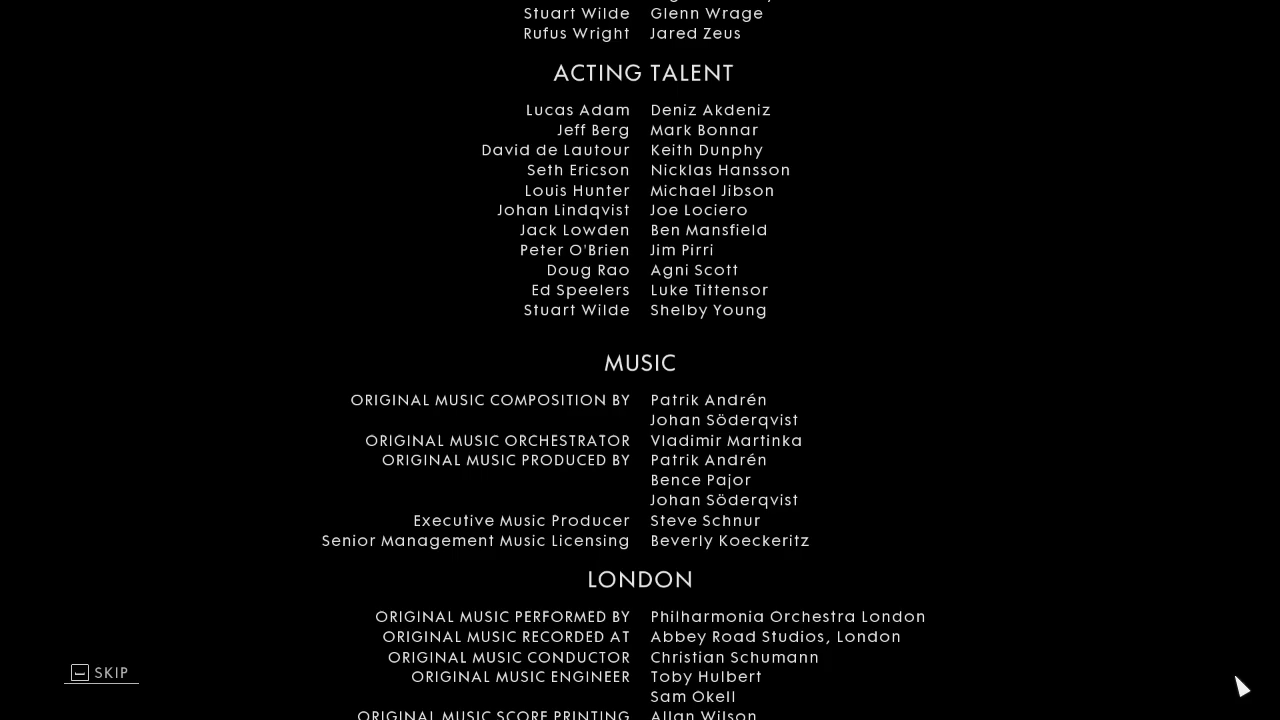 Stuart Wilde Glenn Wrage
Rufus Wright Jared Zeus
ACTING TALENT
Lucas Adam Deniz Akdeniz
Jeff Berg Mark Bonnar
David de Lautour Keith Dunphy
Seth Ericson Nicklas Hansson
Louis Hunter Michael Jibson
Johan Lindqvist Joe Lociero
Jack Lowden Ben Mansfield
Peter O'Brien Jim Pirri
Doug Rao Agni Scott
Ed Speelers Luke Tittensor
Stuart Wilde Shelby Young
MUSIC
ORIGINAL MUSIC COMPOSITION BY Patrik Andrén
Johan Söderqvist
ORIGINAL MUSIC ORCHESTRATOR Vladimir Martinka
ORIGINAL MUSIC PRODUCED BY Patrik Andrén
Bence Pajor
Johan Söderqvist
Executive Music Producer Steve Schnur
Senior Management Music Licensing Beverly Koeckeritz
LONDON
ORIGINAL MUSIC PERFORMED BY Philharmonia Orchestra London
ORIGINAL MUSIC RECORDED AT Abbey Road Studios, London
ORIGINAL MUSIC CONDUCTOR Christian Schumann
ORIGINAL MUSIC ENGINEER Toby Hulbert
SKIP
Sam Okell
ORIGINAL MUSIC SCORE PRINTING Allan Wilson